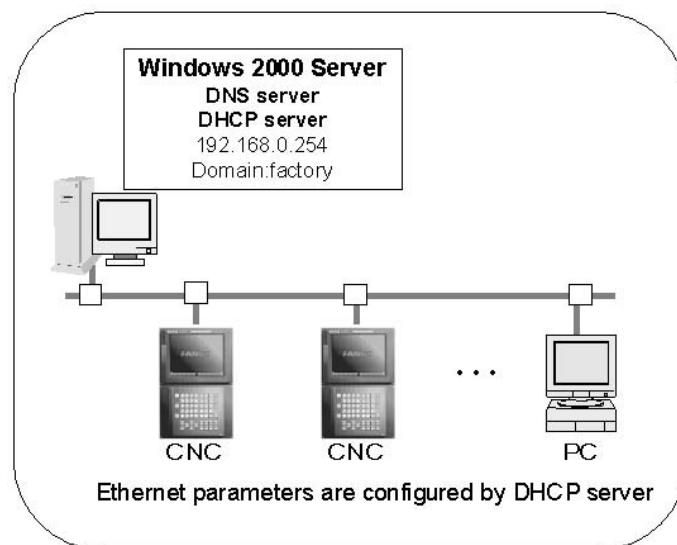 Windows 2000 Server
DNS server
DHCP server
192.168.0.254
Domain:factory
CNC
CNC
PC
Ethernet parameters are configured by DHCP server